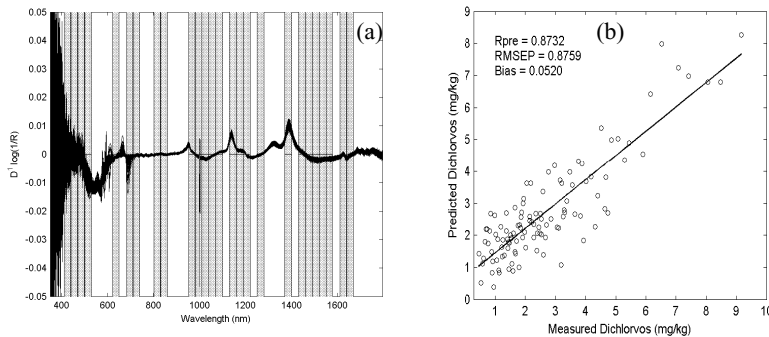 (a)
0.05
0.04
0.03
0.02
0.01
0
-0.01
-0.02
-0.03
-0.04
-0.05
D¹ log(1/R)
400 600 800 1000 1200 1400 1600
Wavelength (nm)
(b)
Rpre = 0.8732
RMSEP = 0.8759
Bias = 0.0520
9
8
7
6
5
4
3
2
1
0
Predicted Dichlorvos (mg/kg)
1 2 3 4 5 6 7 8 9 10
Measured Dichlorvos (mg/kg)